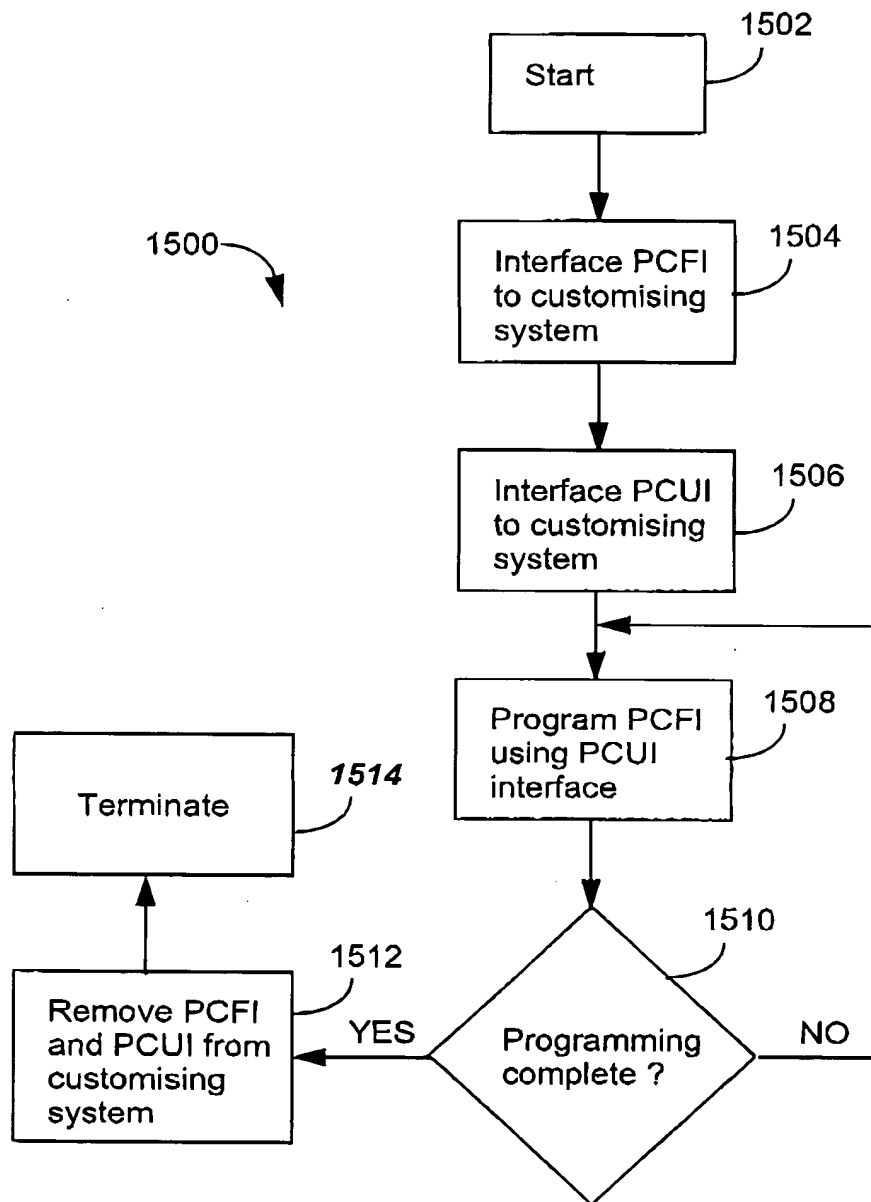 1502
Start
1500
1504
Interface PCFI
to customising
system
1506
Interface PCUI
to customising
system
1508
Program PCFI
using PCUI
interface
1514
Terminate
1510
1512
Remove PCFI
and PCUI from
customising
system
YES
Programming
complete ?
NO